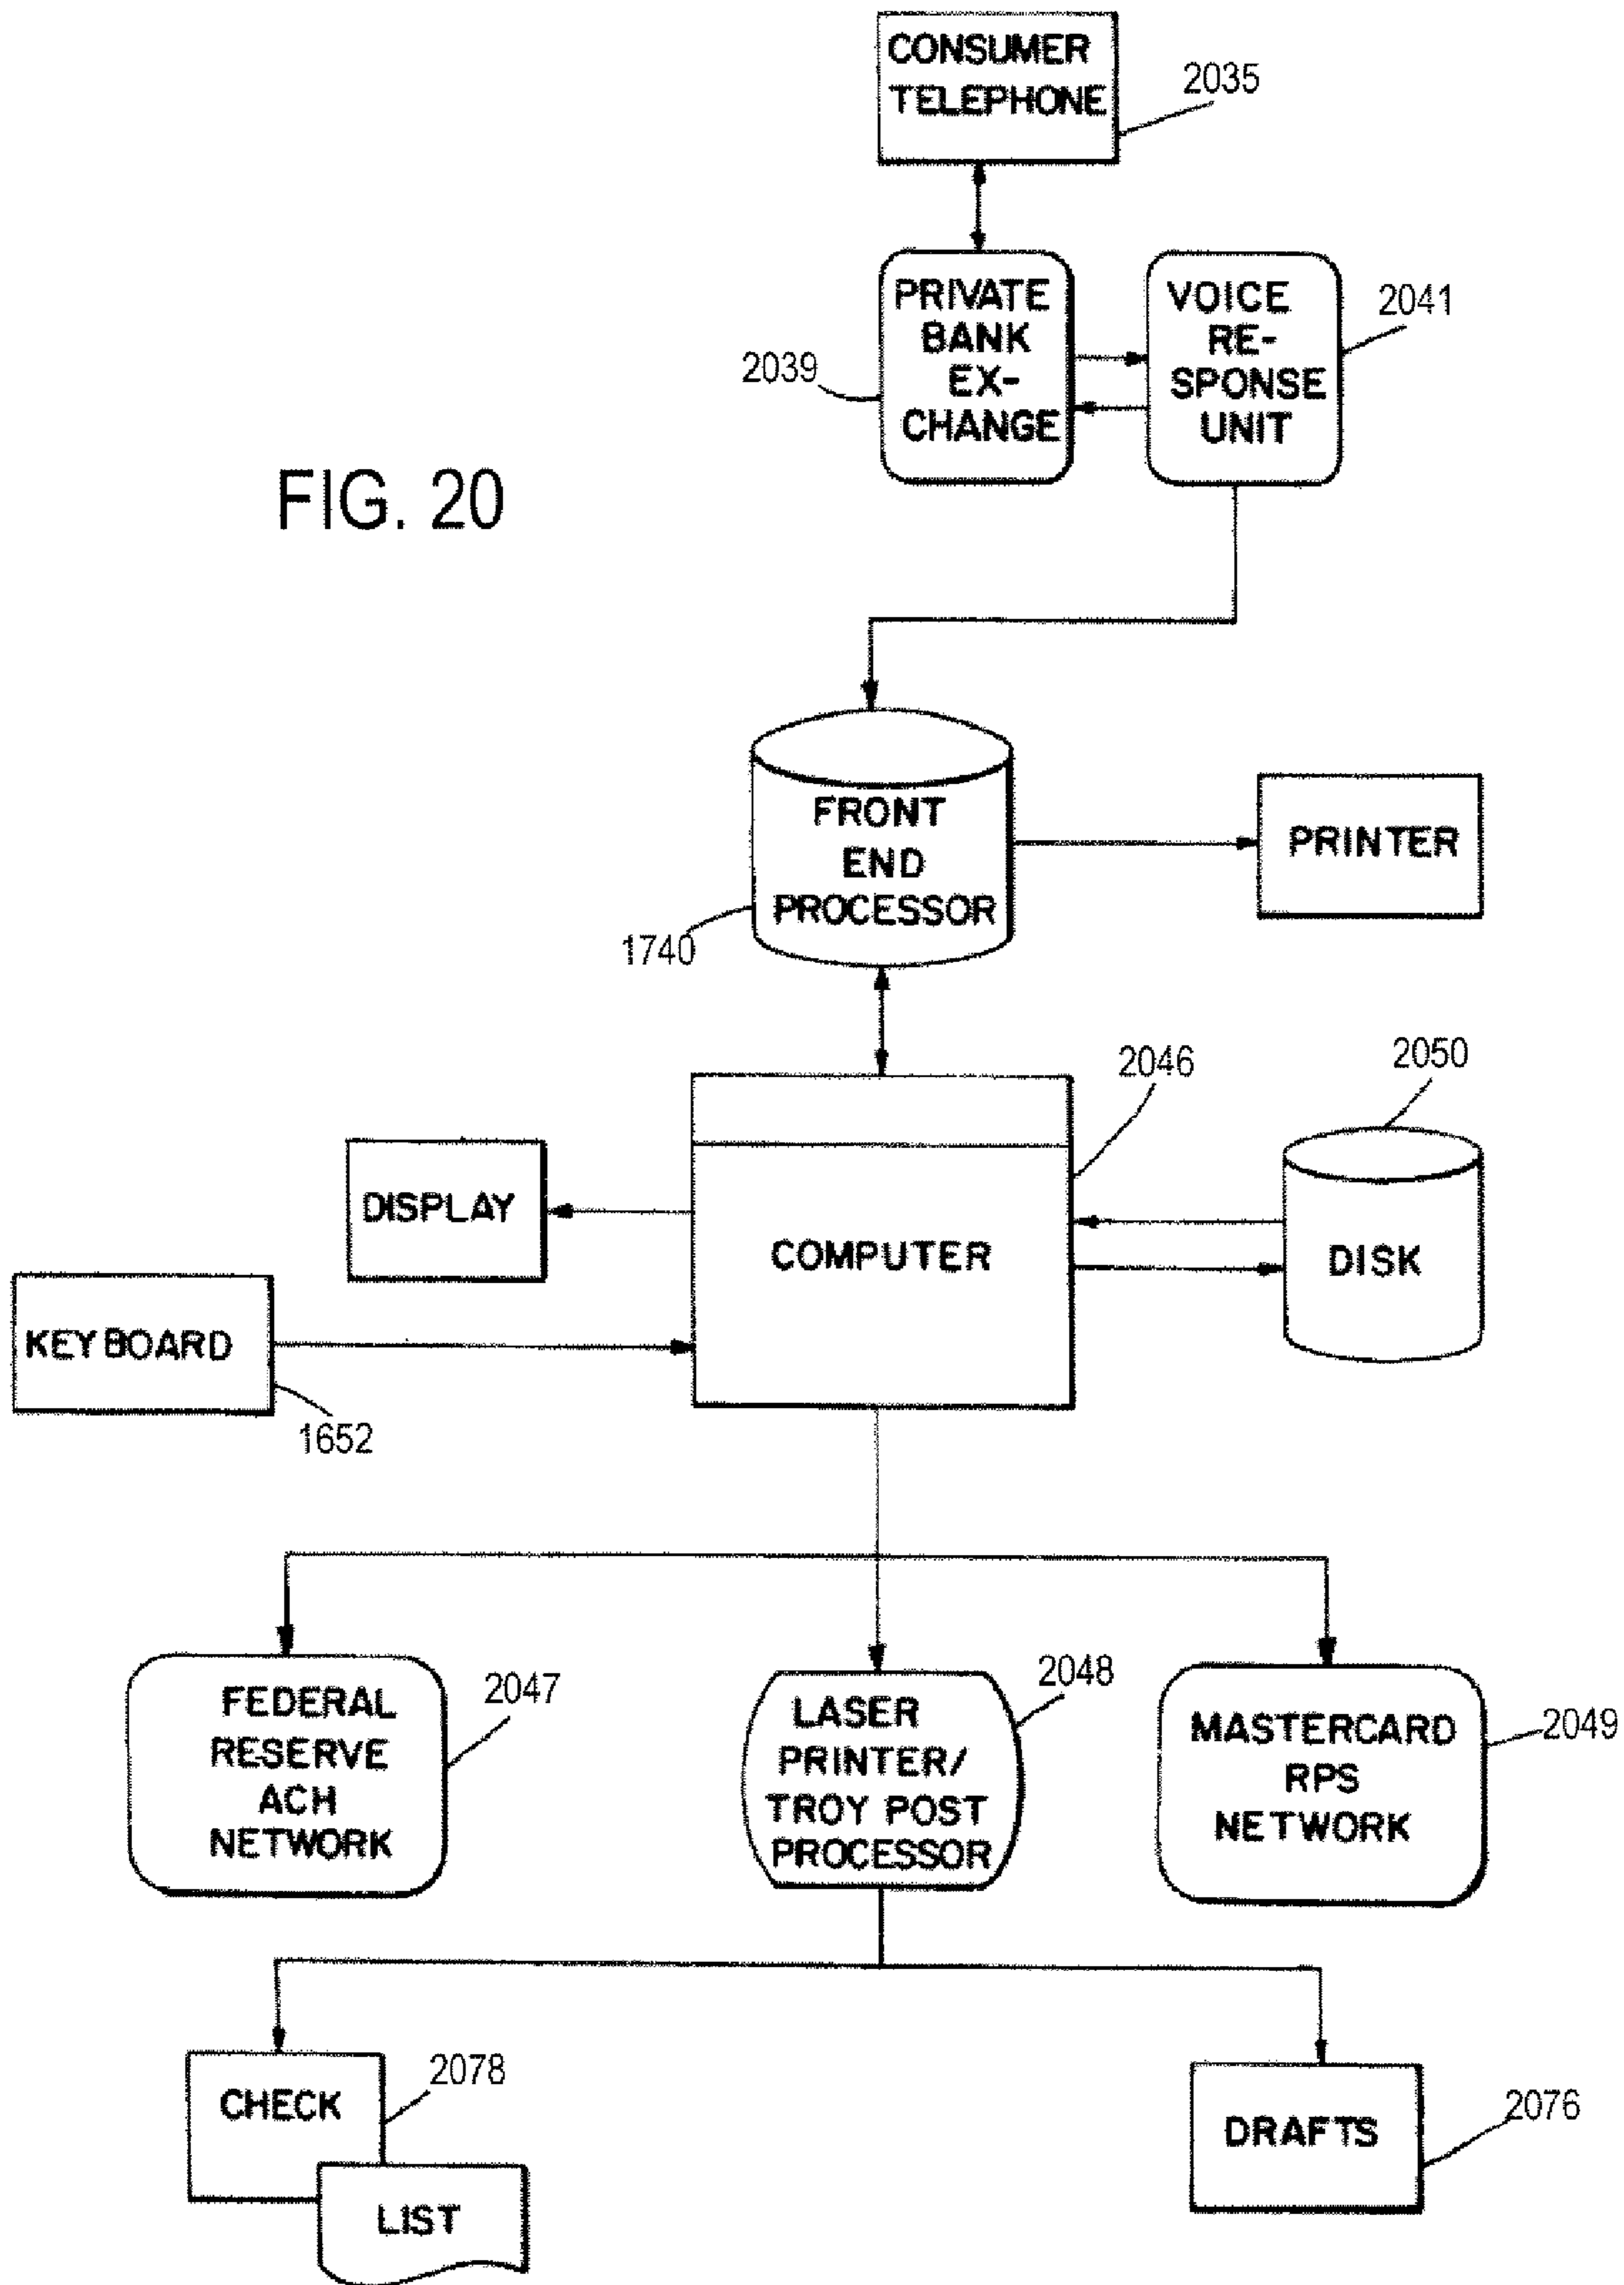 CONSUMER
TELEPHONE
2035
PRIVATE
BANK
EX-
CHANGE
2039
VOICE
RE-
SPONSE
UNIT
2041
FIG. 20
FRONT
END
PROCESSOR
1740
PRINTER
2046
2050
DISPLAY
COMPUTER
DISK
KEYBOARD
1652
FEDERAL
RESERVE
ACH
NETWORK
2047
LASER
PRINTER/
TROY POST
PROCESSOR
2048
MASTERCARD
RPS
NETWORK
2049
CHECK
2078
LIST
DRAFTS
2076